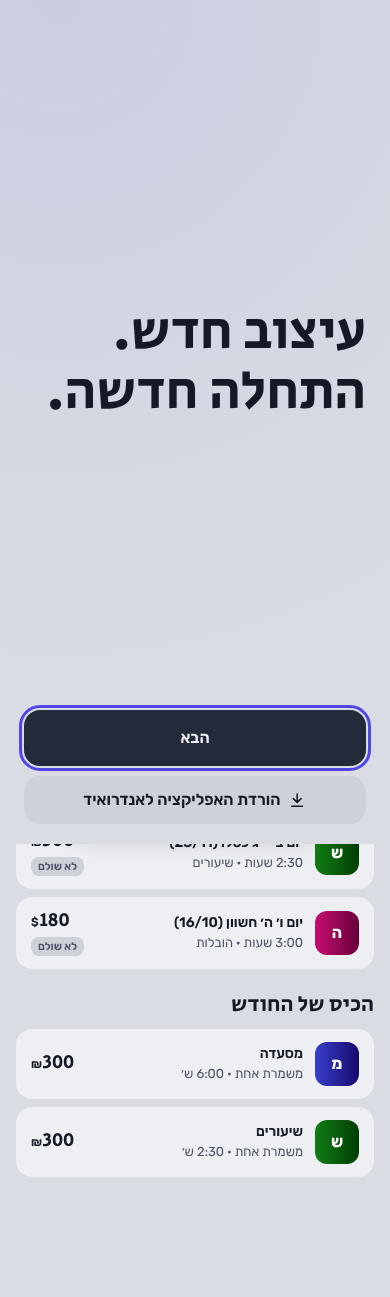 עיצוב חדש.
התחלה חדשה.
הבא
הורדת האפליקציה לאנדרואיד
ש
2:30 שעות • שיעורים
לא שולם
ה
יום ו׳ ה׳ חשוון (16/10)
$180
3:00 שעות • הובלות
לא שולם
הכיס של החודש
מ
מסעדה
₪300
משמרת אחת • 6:00 ש׳
ש
שיעורים
₪300
משמרת אחת • 2:30 ש׳